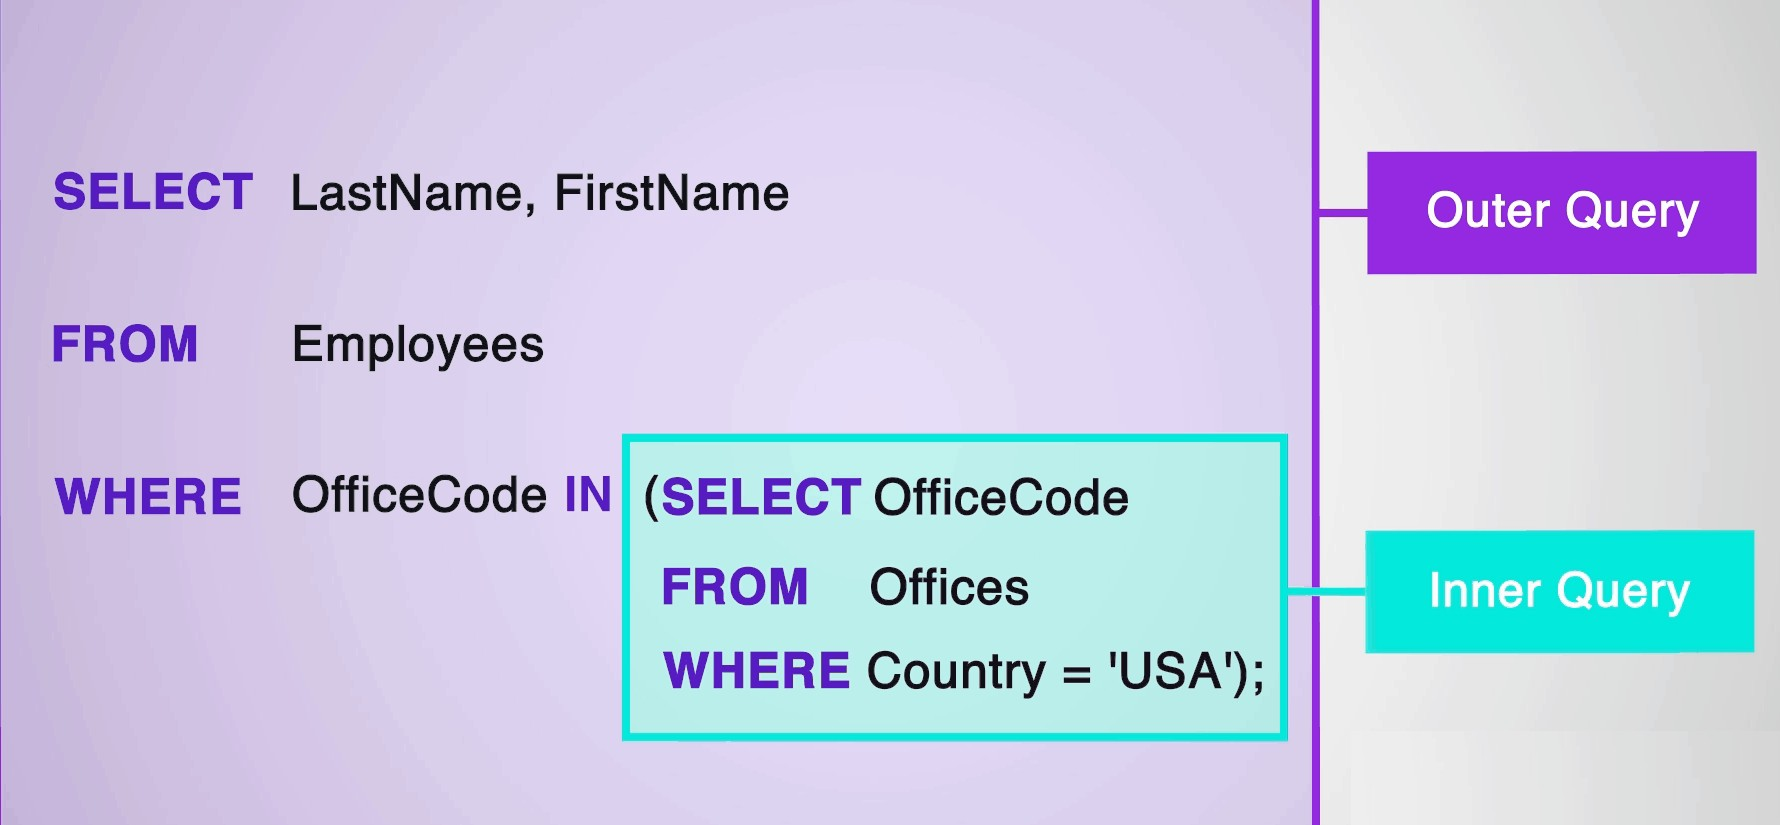 SELECT LastName, FirstName
Outer Query
FROM Employees
WHERE OfficeCode IN (SELECT OfficeCode
FROM Offices
Inner Query
WHERE Country = 'USA');